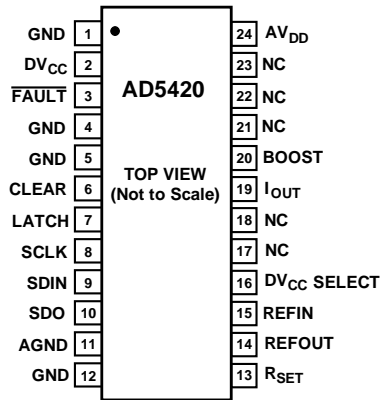 GND 1 24 AVDD
DVCC 2 23 NC
FAULT 3 AD5420 22 NC
GND 4 21 NC
GND 5 TOP VIEW 20 BOOST
CLEAR 6 (Not to Scale) 19 IOUT
LATCH 7 18 NC
SCLK 8 17 NC
SDIN 9 16 DVCC SELECT
SDO 10 15 REFIN
AGND 11 14 REFOUT
GND 12 13 RSET